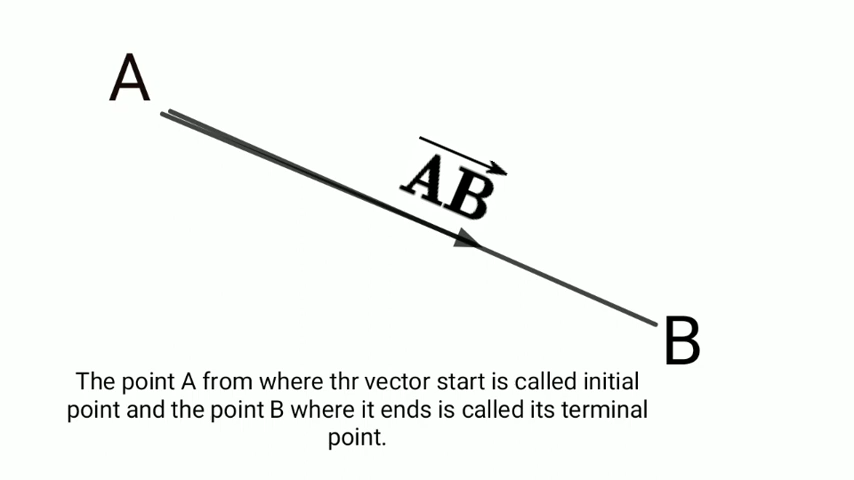 A
AB
B
The point A from where thr vector start is called initial
point and the point B where it ends is called its terminal
point.